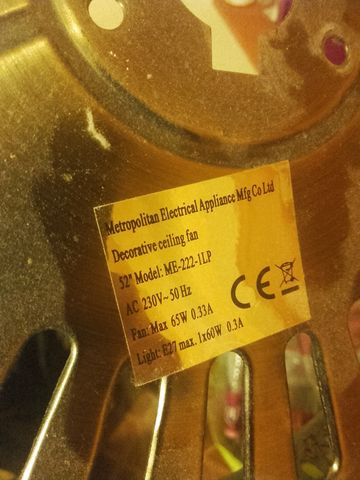 Metropolitan Electrical Appliance Mfg Co Ltd
Decorative ceiling fan
52" Model: ME-222-1LP
AC 230V~50 Hz
Fan: Max 65W 0.33A
Light: E27 max. 1x60W 0.3A
CE